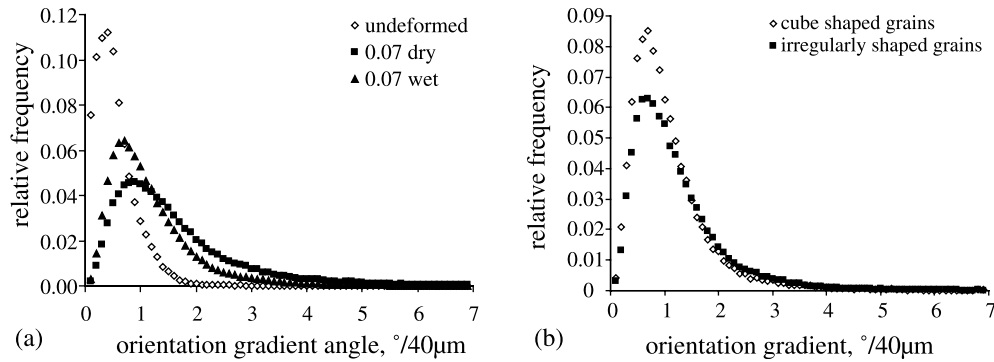 0.12
0.10
0.08
0.06
0.04
0.02
0.00
relative frequency
undeformed
0.07 dry
0.07 wet
0 1 2 3 4 5 6 7
(a)
orientation gradient angle, °/40μm
0.09
0.08
0.07
0.06
0.05
0.04
0.03
0.02
0.01
0
relative frequency
cube shaped grains
irregularly shaped grains
0 1 2 3 4 5 6 7
(b)
orientation gradient, °/40μm